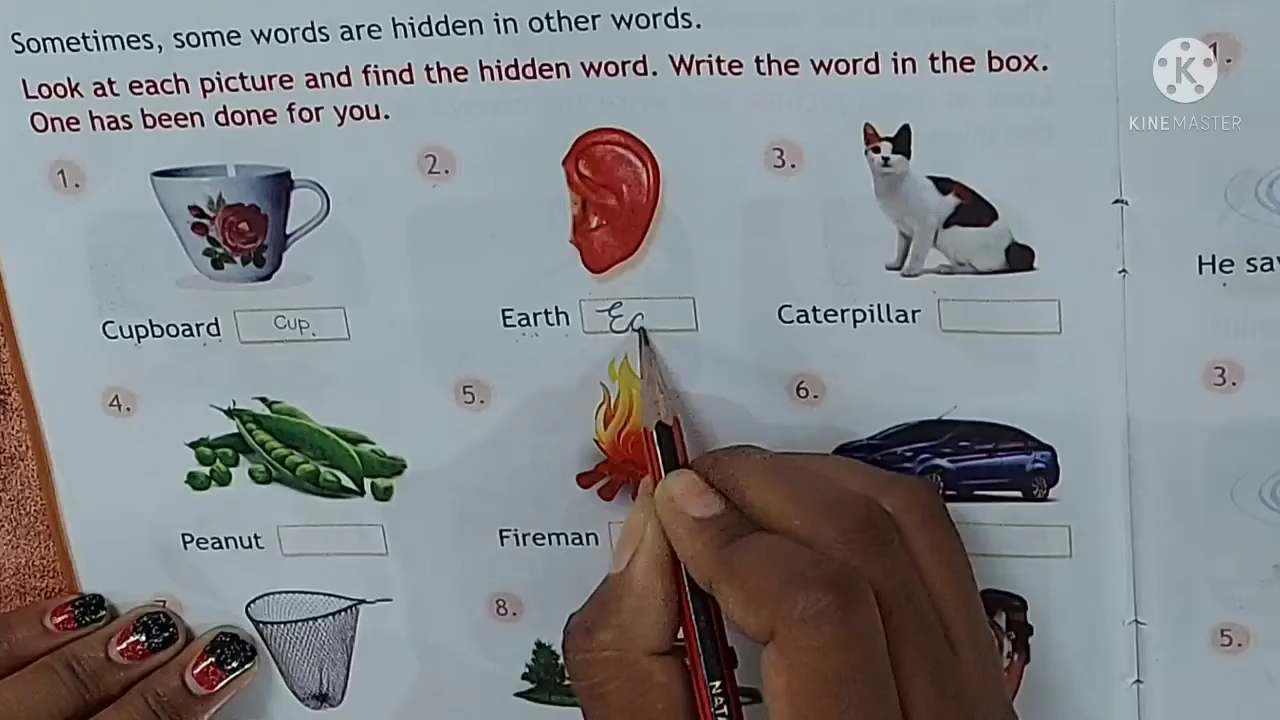 Sometimes, some words are hidden in other words.
Look at each picture and find the hidden word. Write the word in the box.
One has been done for you.
1.
2.
3.
Cupboard Cup.
Earth Ea
Caterpillar
4.
5.
6.
Peanut
Fireman
8.
1.
He sa
3.
5.
KINEMASTER
NATA